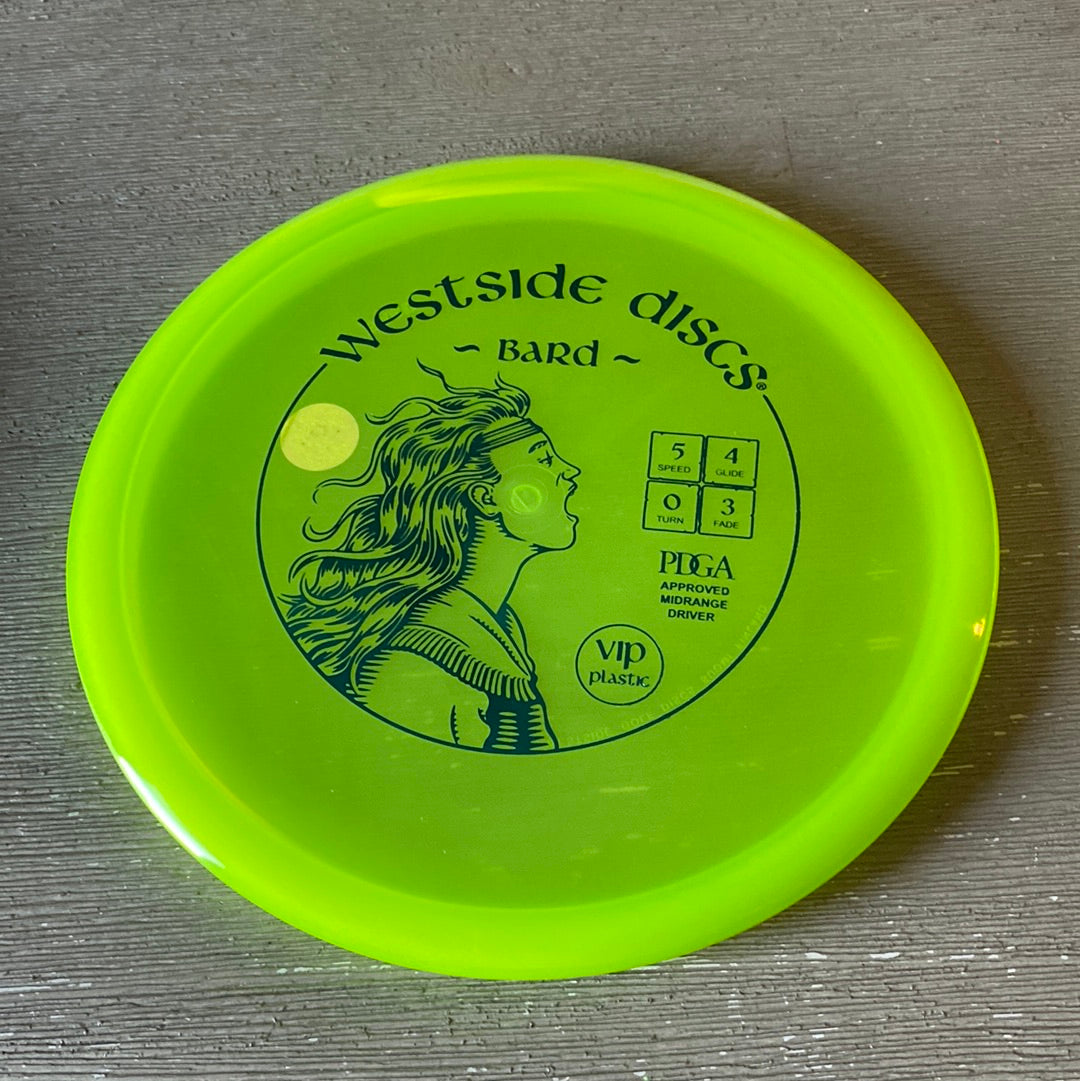 Westside Discs®
~ Bard ~
5 4
SPEED GLIDE
0 3
TURN FADE
PDGA
APPROVED
MIDRANGE
DRIVER
VIP
plastic